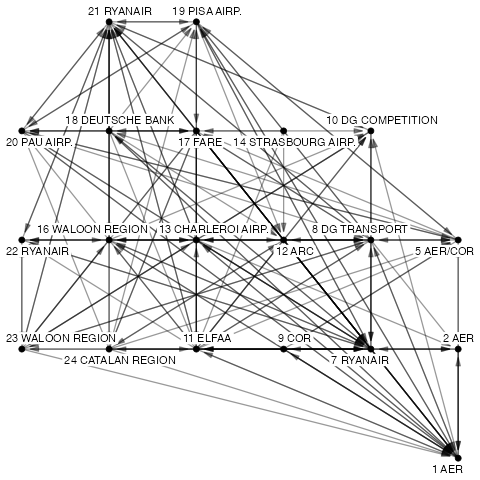 21 RYANAIR 19 PISA AIRP.
18 DEUTSCHE BANK 10 DG COMPETITION
20 PAU AIRP. 17 FARE 14 STRASBOURG AIRP.
16 WALOON REGION 13 CHARLEROI AIRP. 8 DG TRANSPORT
22 RYANAIR 12 ARC 5 AER/COR
23 WALOON REGION 11 ELFAA 9 COR 2 AER
24 CATALAN REGION 7 RYANAIR
1 AER